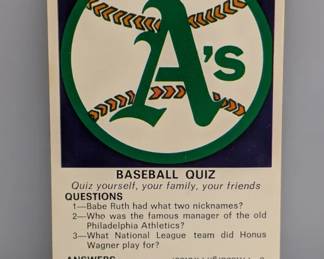 A's
BASEBALL QUIZ
Quiz yourself, your family, your friends
QUESTIONS
1—Babe Ruth had what two nicknames?
2—Who was the famous manager of the old
Philadelphia Athletics?
3—What National League team did Honus
Wagner play for?
ANSWERS